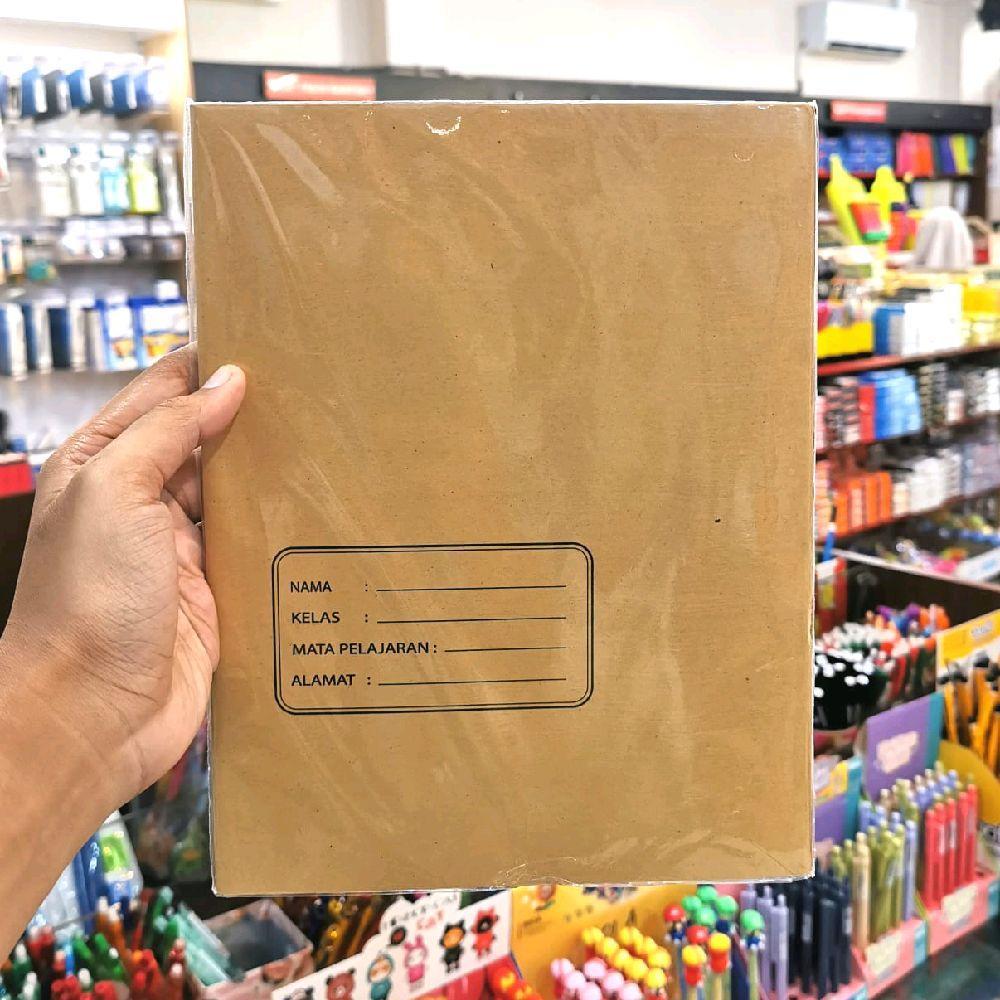 NAMA : 
KELAS : 
MATA PELAJARAN : 
ALAMAT :